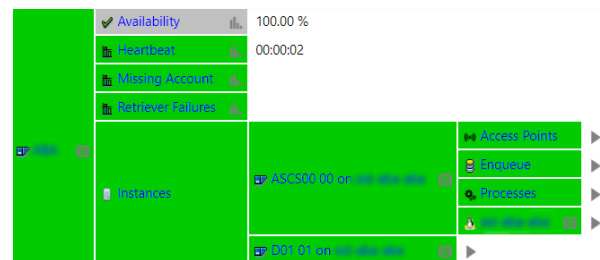 Availability 100.00 %
Heartbeat 00:00:02
Missing Account
Retriever Failures
Instances
ASCS00 00 on
Access Points
Enqueue
Processes
D01 01 on